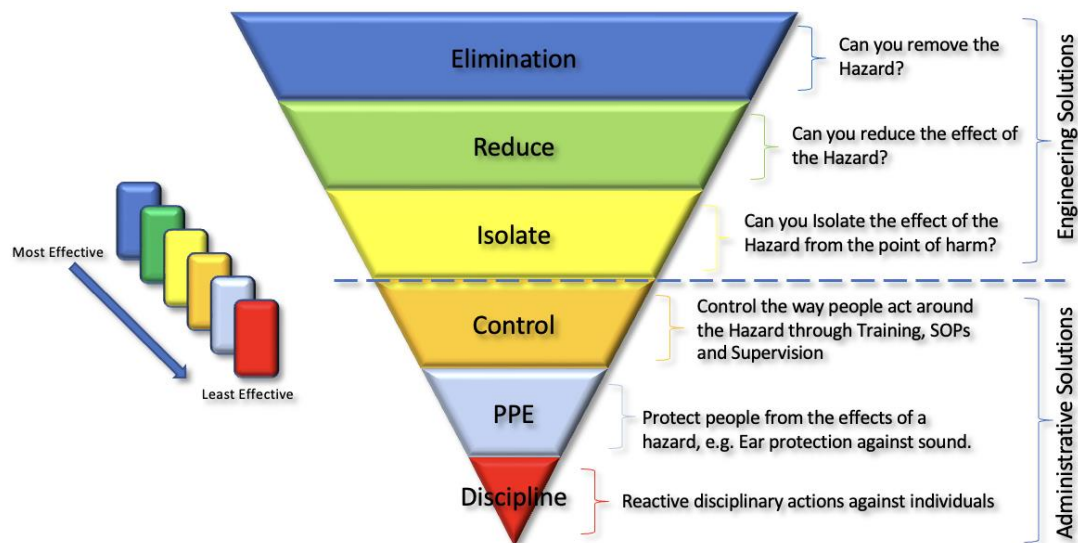 Elimination
Can you remove the
Hazard?
Reduce
Can you reduce the effect of
the Hazard?
Isolate
Can you Isolate the effect of the
Hazard from the point of harm?
Engineering Solutions
Most Effective
Least Effective
Control
Control the way people act around
the Hazard through Training, SOPs
and Supervision
PPE
Protect people from the effects of a
hazard, e.g. Ear protection against sound.
Discipline
Reactive disciplinary actions against individuals
Administrative Solutions